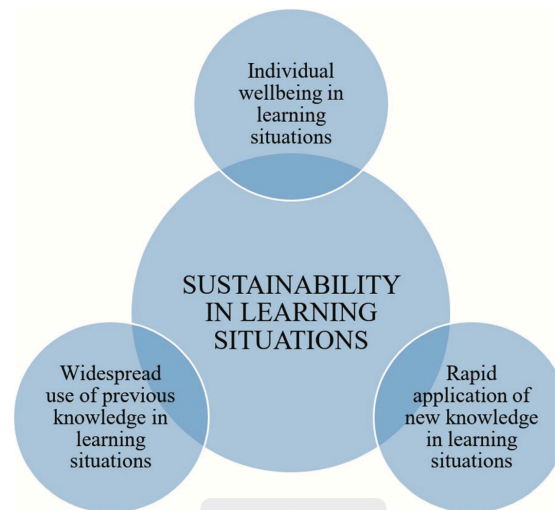 Individual
wellbeing in
learning
situations
SUSTAINABILITY
IN LEARNING
SITUATIONS
Widespread
use of previous
knowledge in
learning
situations
Rapid
application of
new knowledge
in learning
situations